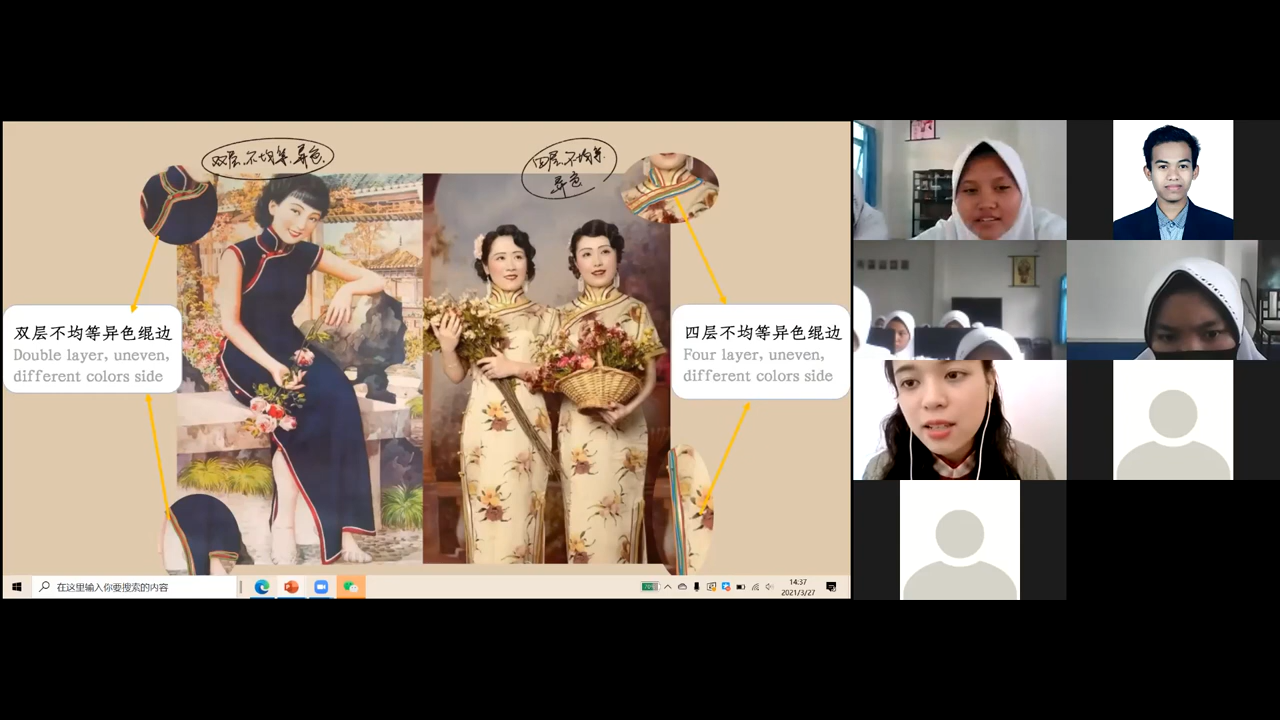 双层.不均等.异色.
四层.不均等.
异色
双层不均等异色绲边
Double layer, uneven,
different colors side
四层不均等异色绲边
Four layer, uneven,
different colors side
在这里输入你要搜索的内容
14:37
2021/3/27